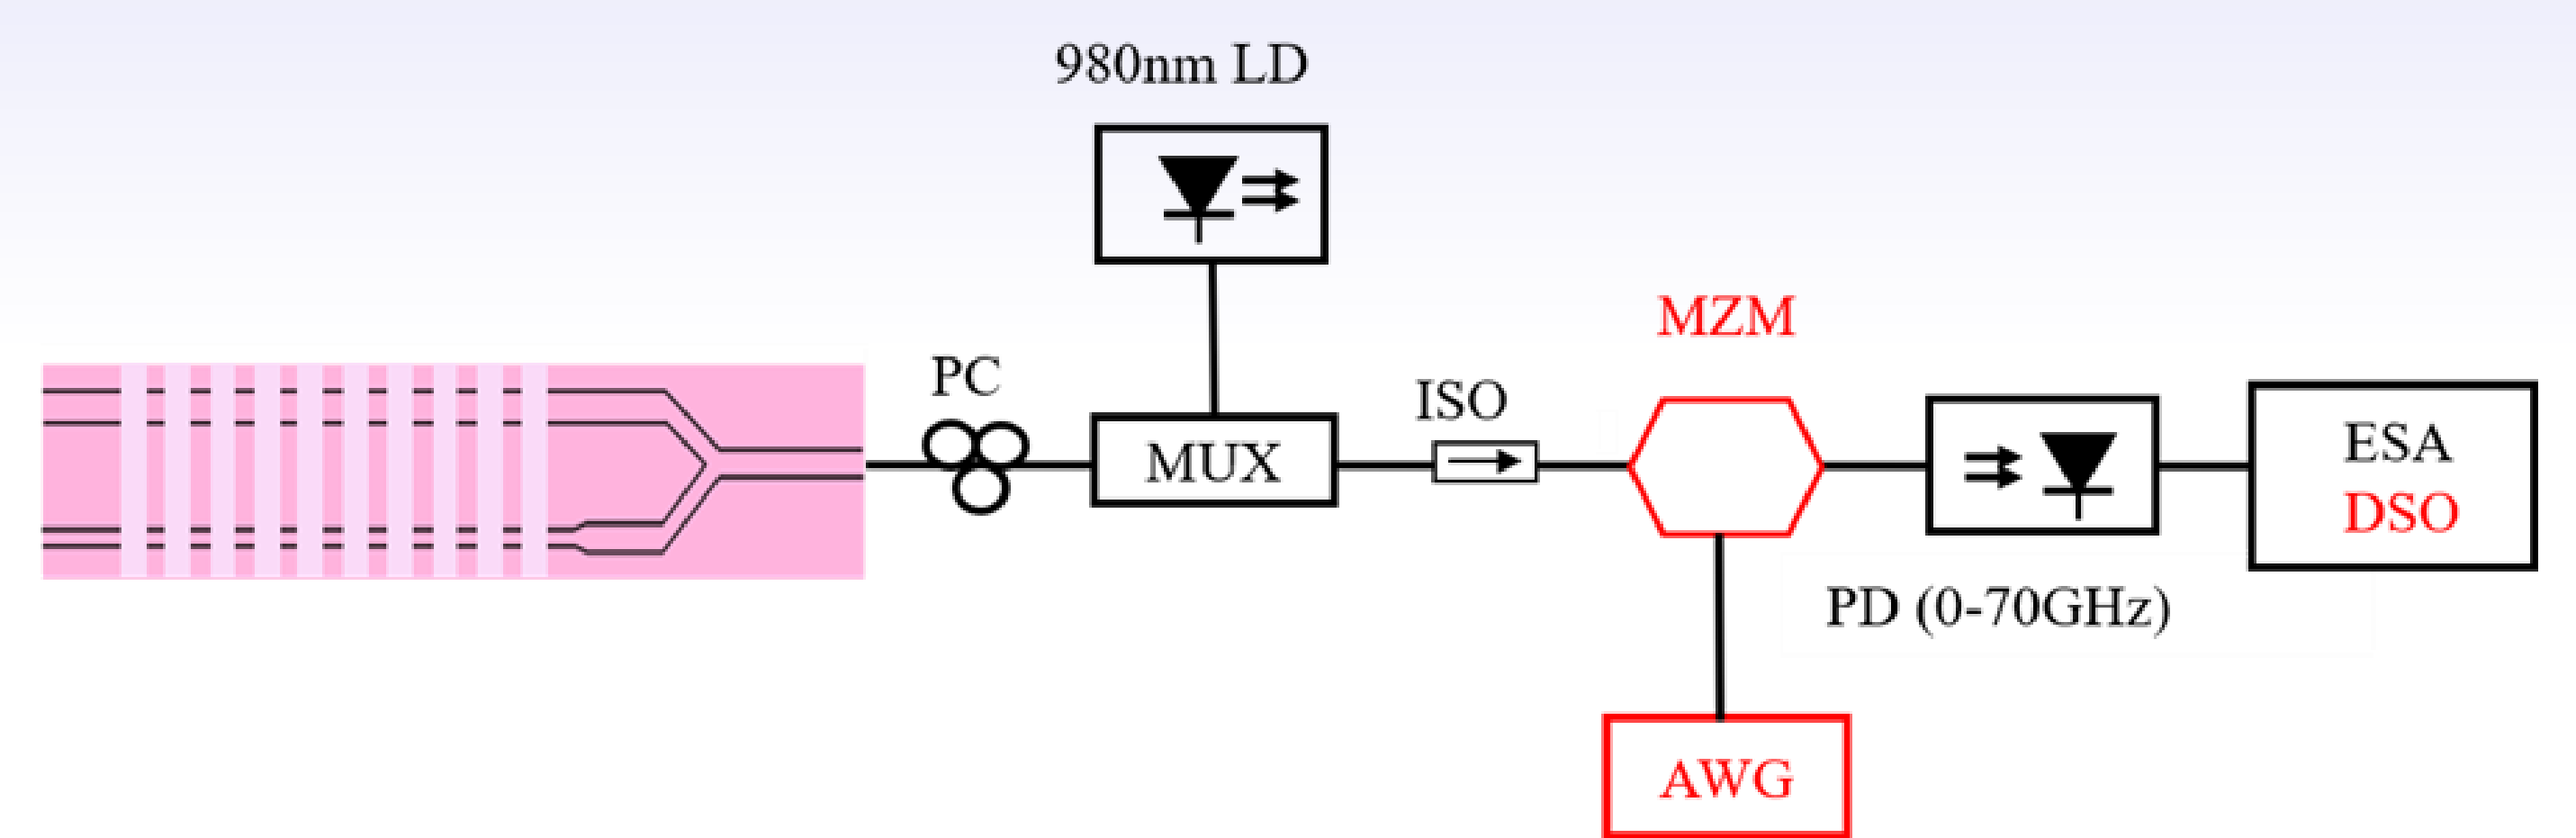 980nm LD
MZM
PC
ISO
MUX
ESA
DSO
PD (0-70GHz)
AWG